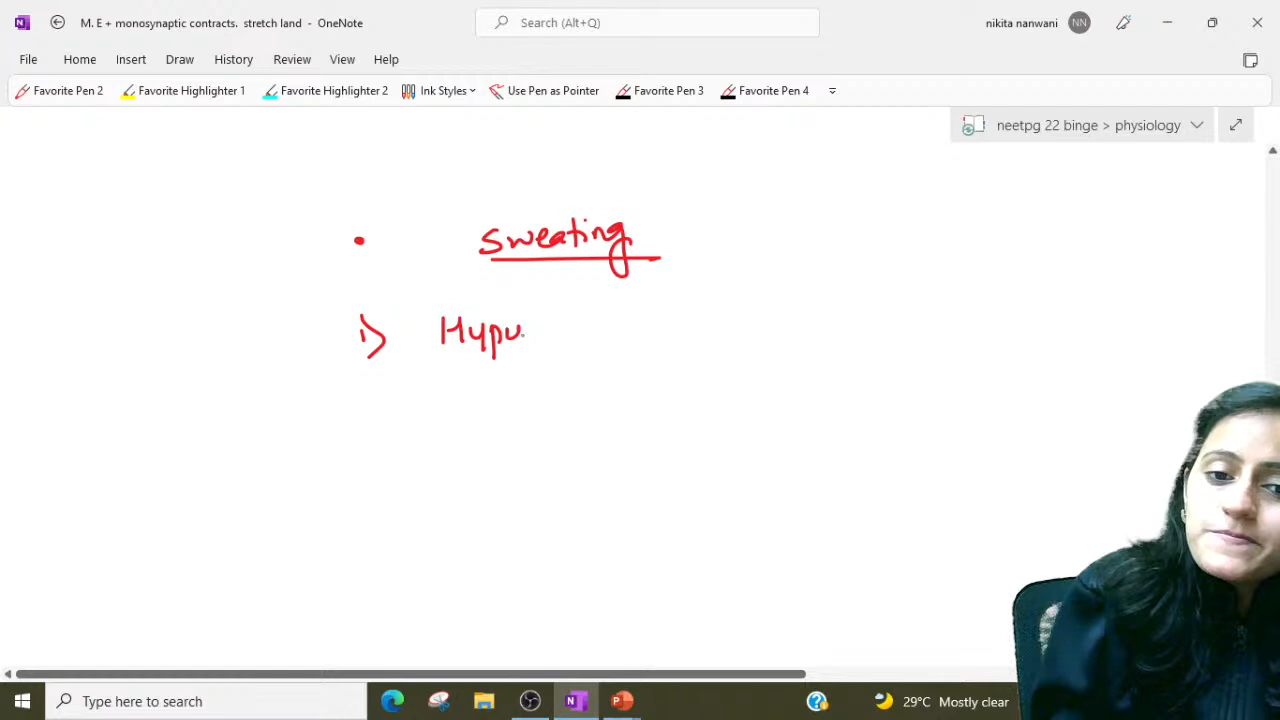 M. E + monosynaptic contracts. stretch land - OneNote
Search (Alt+Q)
nikita nanwani NN
File Home Insert Draw History Review View Help
Favorite Pen 2 Favorite Highlighter 1 Favorite Highlighter 2 Ink Styles Use Pen as Pointer Favorite Pen 3 Favorite Pen 4
neetpg 22 binge > physiology
• Sweating
1) Hypu
Type here to search
29°C Mostly clear